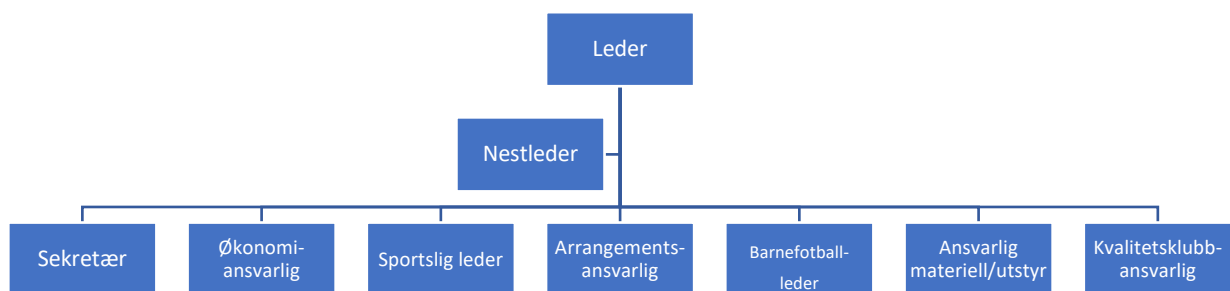 Leder
Nestleder
Sekretær
Økonomi-
ansvarlig
Sportslig leder
Arrangements-
ansvarlig
Barnefotball-
leder
Ansvarlig
materiell/utstyr
Kvalitetsklubb-
ansvarlig